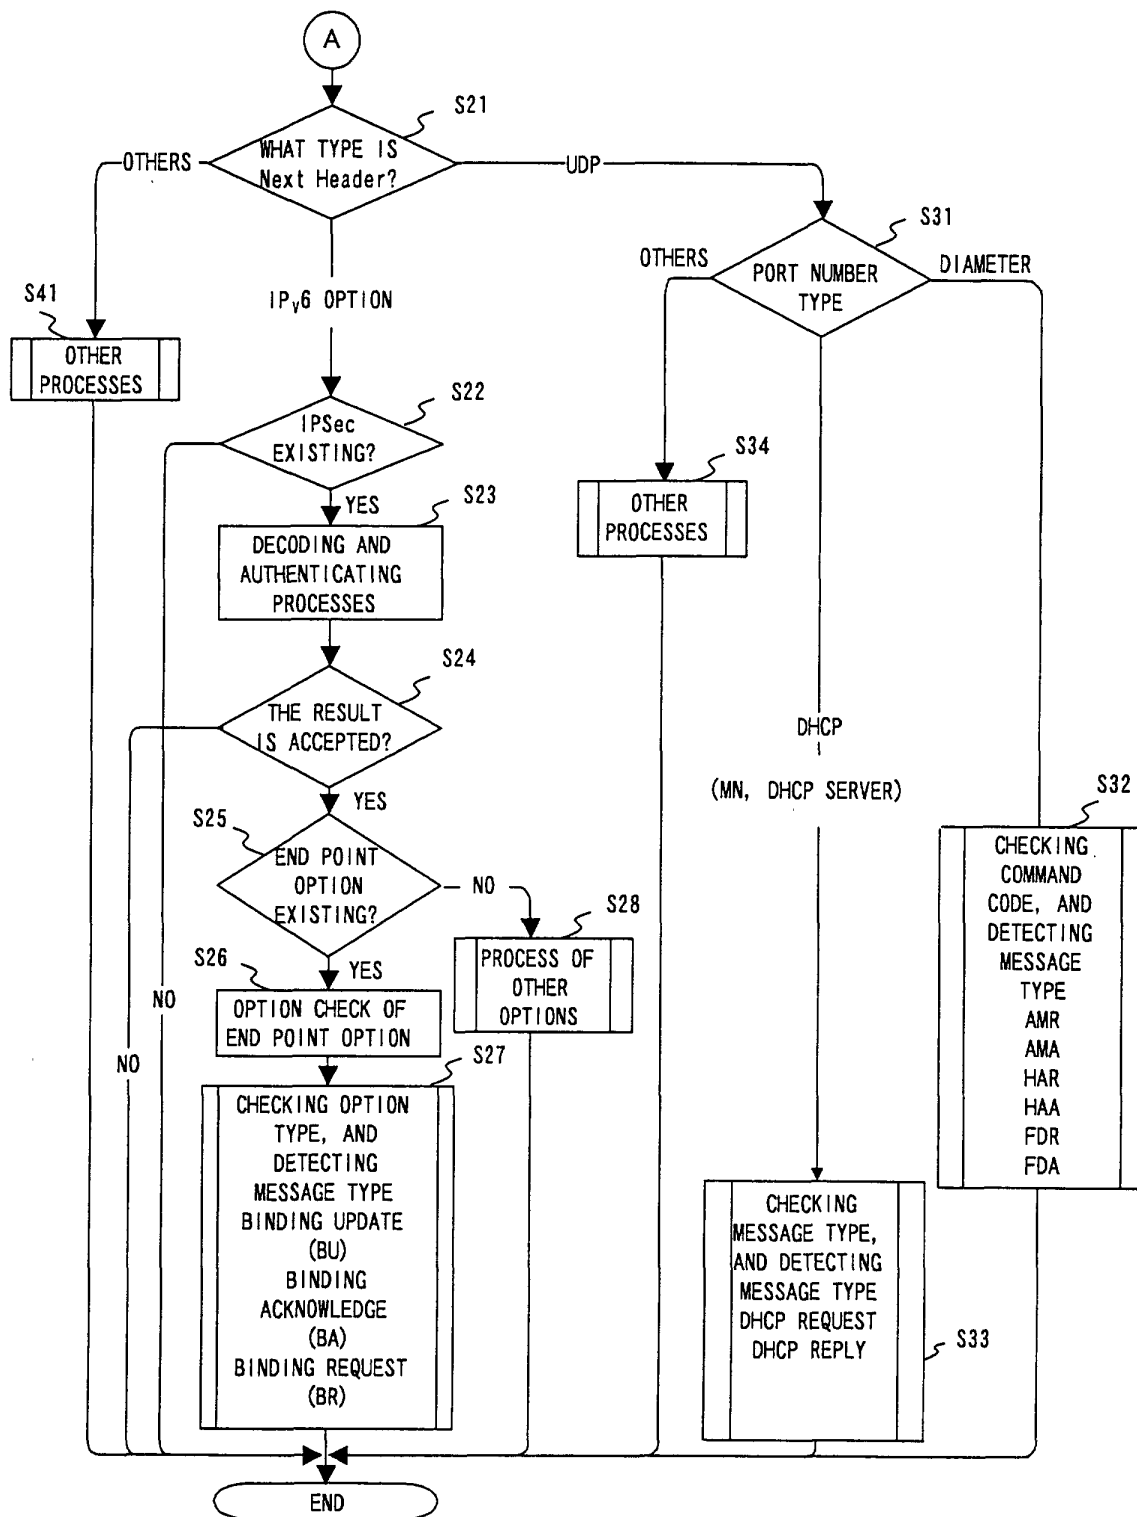 A
S21
WHAT TYPE IS
Next Header?
OTHERS
UDP
S31
PORT NUMBER
TYPE
OTHERS
DIAMETER
IPv6 OPTION
S41
OTHER
PROCESSES
S22
IPSec
EXISTING?
YES
S23
S34
OTHER
PROCESSES
DECODING AND
AUTHENTICATING
PROCESSES
S24
THE RESULT
IS ACCEPTED?
YES
DHCP
(MN, DHCP SERVER)
S25
END POINT
OPTION
EXISTING?
NO
S28
PROCESS OF
OTHER
OPTIONS
S32
CHECKING
COMMAND
CODE, AND
DETECTING
MESSAGE
TYPE
AMR
AMA
HAR
HAA
FDR
FDA
S26
YES
OPTION CHECK OF
END POINT OPTION
NO
NO
S27
CHECKING OPTION
TYPE, AND
DETECTING
MESSAGE TYPE
BINDING UPDATE
(BU)
BINDING
ACKNOWLEDGE
(BA)
BINDING REQUEST
(BR)
CHECKING
MESSAGE TYPE,
AND DETECTING
MESSAGE TYPE
DHCP REQUEST
DHCP REPLY
S33
END